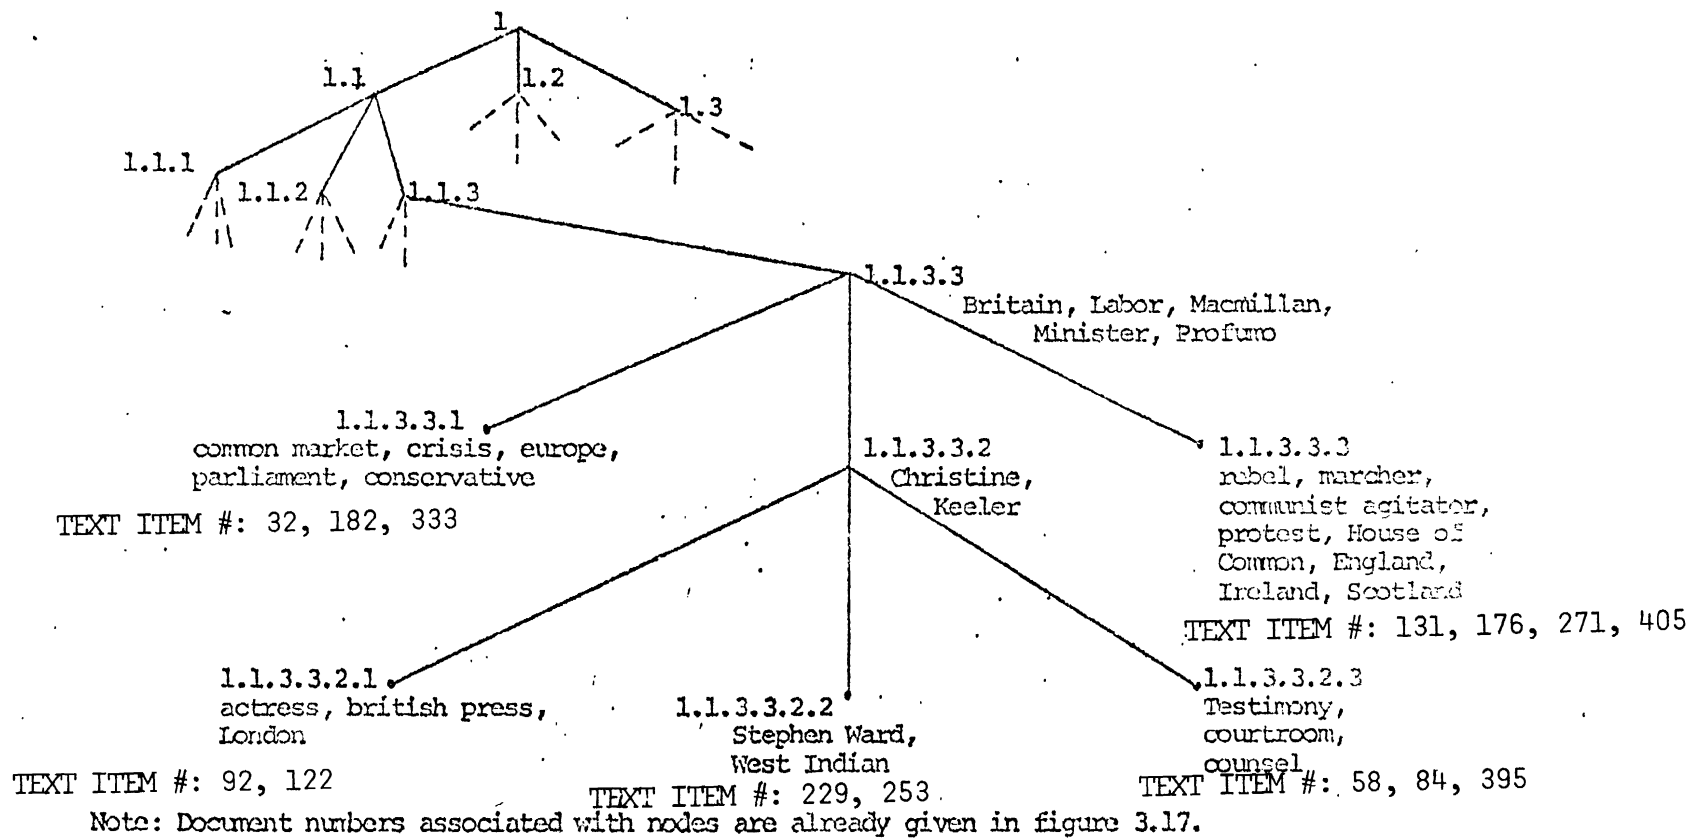 1
1.1
1.2
1.3
1.1.1
1.1.2
1.1.3
1.1.3.3
Britain, Labor, Macmillan,
Minister, Profumo
1.1.3.3.1
common market, crisis, europe,
parliament, conservative
TEXT ITEM #: 32, 182, 333
1.1.3.3.2
Christine,
Keeler
1.1.3.3.3
rebel, marcher,
communist agitator,
protest, House of
Common, England,
Ireland, Scotland
TEXT ITEM #: 131, 176, 271, 405
1.1.3.3.2.1
actress, british press,
London
TEXT ITEM #: 92, 122
1.1.3.3.2.2
Stephen Ward,
West Indian
TEXT ITEM #: 229, 253
1.1.3.3.2.3
Testimony,
courtroom,
counsel
TEXT ITEM #: 58, 84, 395
Note: Document numbers associated with nodes are already given in figure 3.17.